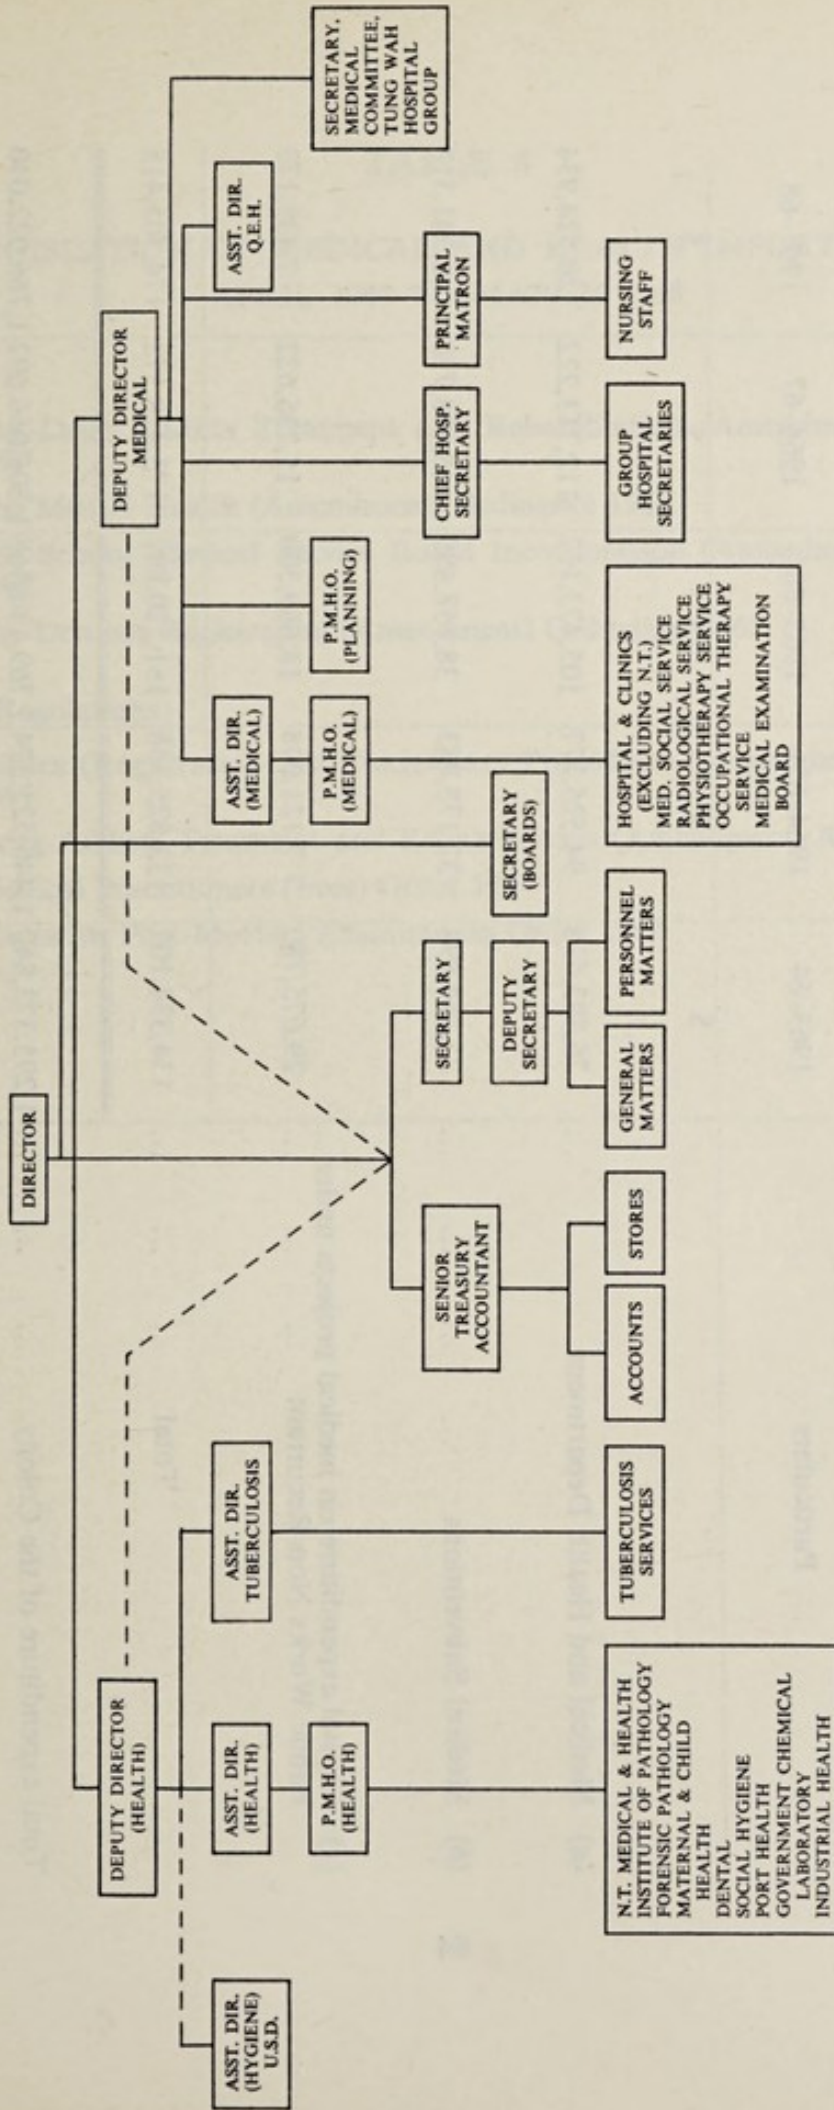 DIRECTOR
DEPUTY DIRECTOR
(HEALTH)
DEPUTY DIRECTOR
MEDICAL
ASST. DIR.
(HYGIENE)
U.S.D.
ASST. DIR.
(HEALTH)
ASST. DIR.
TUBERCULOSIS
ASST. DIR.
(MEDICAL)
ASST. DIR.
Q.E.H.
P.M.H.O.
(HEALTH)
P.M.H.O.
(MEDICAL)
P.M.H.O.
(PLANNING)
SECRETARY,
MEDICAL
COMMITTEE,
TUNG WAH
HOSPITAL
GROUP
SENIOR
TREASURY
ACCOUNTANT
SECRETARY
DEPUTY
SECRETARY
SECRETARY
(BOARDS)
CHIEF HOSP.
SECRETARY
PRINCIPAL
MATRON
N.T. MEDICAL & HEALTH
INSTITUTE OF PATHOLOGY
FORENSIC PATHOLOGY
MATERNAL & CHILD
HEALTH
DENTAL
SOCIAL HYGIENE
PORT HEALTH
GOVERNMENT CHEMICAL
LABORATORY
INDUSTRIAL HEALTH
TUBERCULOSIS
SERVICES
ACCOUNTS
STORES
GENERAL
MATTERS
PERSONNEL
MATTERS
HOSPITAL & CLINICS
(EXCLUDING N.T.)
MED. SOCIAL SERVICE
RADIOLOGICAL SERVICE
PHYSIOTHERAPY SERVICE
OCCUPATIONAL THERAPY
SERVICE
MEDICAL EXAMINATION
BOARD
GROUP
HOSPITAL
SECRETARIES
NURSING
STAFF